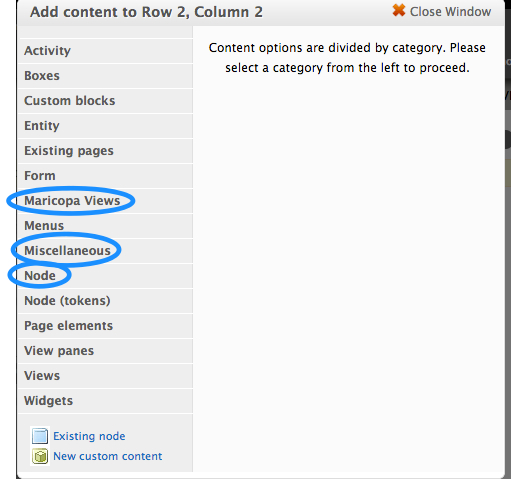 Add content to Row 2, Column 2
Close Window
Activity
Boxes
Custom blocks
Entity
Existing pages
Form
Maricopa Views
Menus
Miscellaneous
Node
Node (tokens)
Page elements
View panes
Views
Widgets
Existing node
New custom content
Content options are divided by category. Please
select a category from the left to proceed.